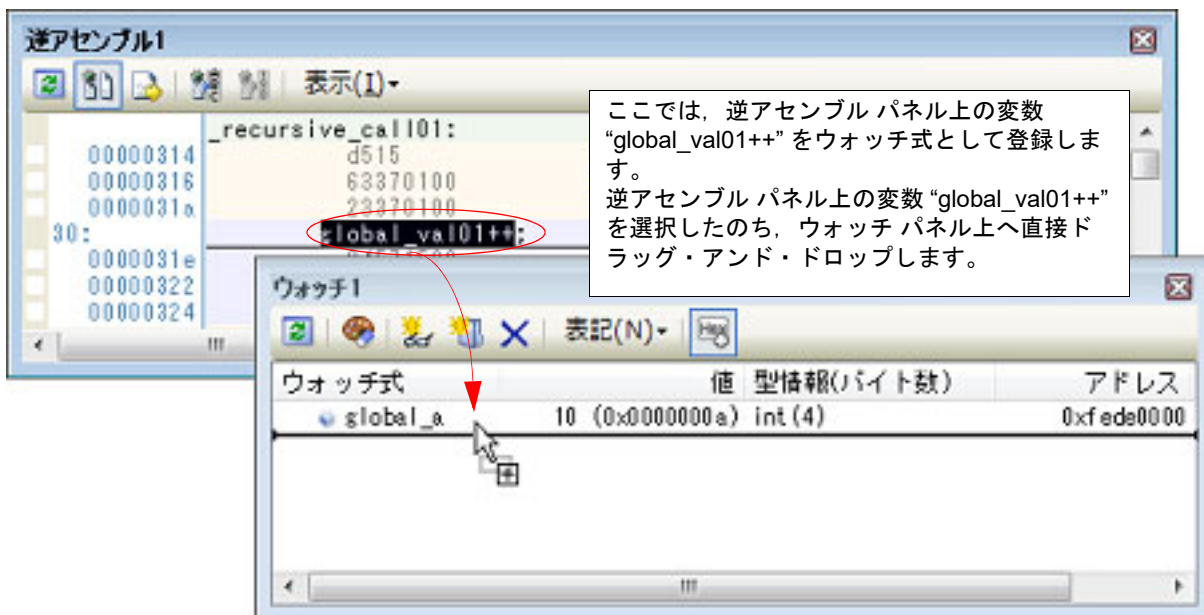 逆アセンブル1
表示(I)
_recursive_call01:
00000314 d515
00000316 63370100
0000031a 23370100
30: global_val01++;
0000031e
00000322
00000324
ここでは，逆アセンブル パネル上の変数
“global_val01++” をウォッチ式として登録しま
す。
逆アセンブル パネル上の変数 “global_val01++”
を選択したのち，ウォッチ パネル上へ直接ド
ラッグ・アンド・ドロップします。
ウォッチ1
表記(N) Hex
ウォッチ式 値 型情報(バイト数) アドレス
global_a 10 (0x0000000a) int(4) 0xfede0000